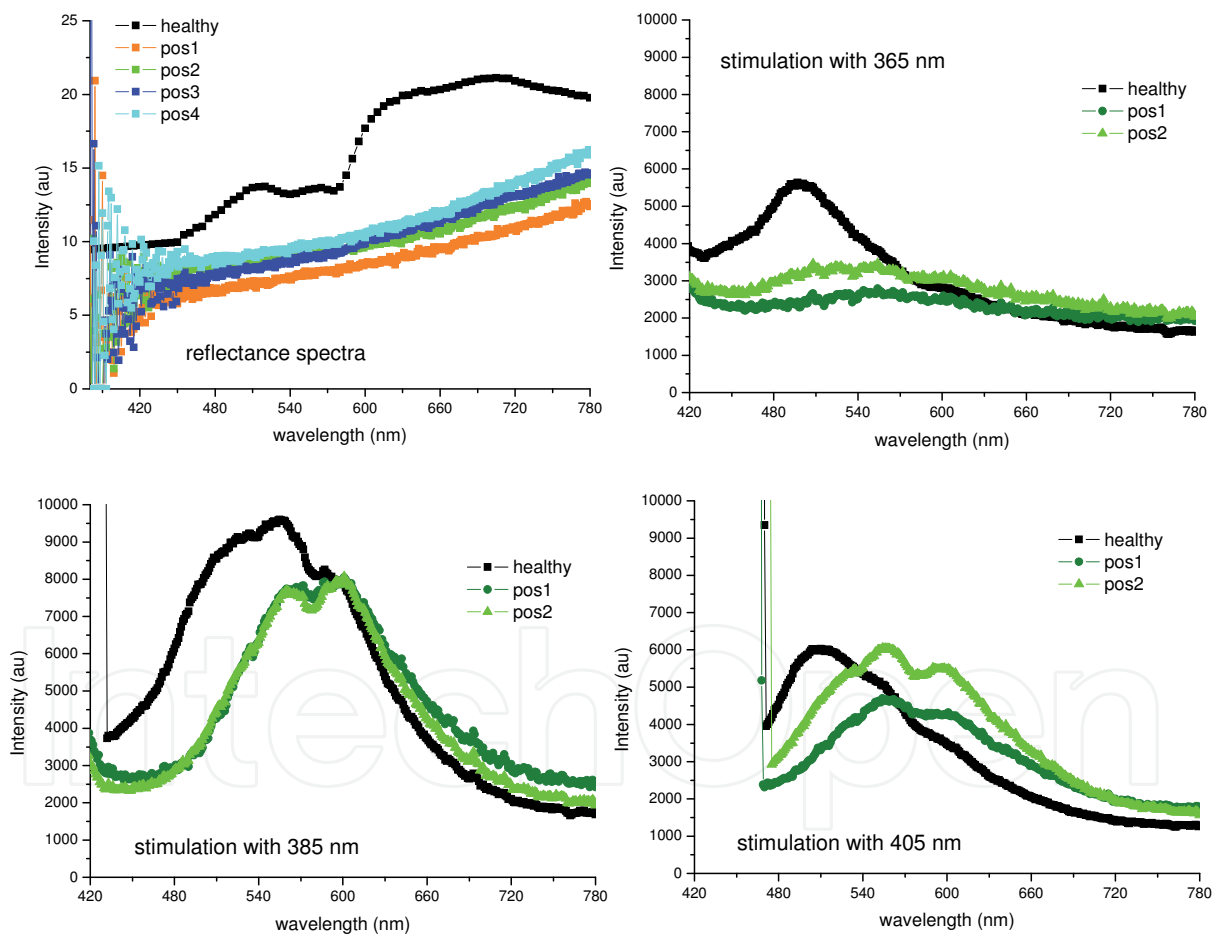 25
20
15
10
5
0
Intensity (au)
healthy
pos1
pos2
pos3
pos4
reflectance spectra
420 480 540 600 660 720 780
wavelength (nm)
10000
9000
8000
7000
6000
5000
4000
3000
2000
1000
0
Intensity (au)
stimulation with 365 nm
healthy
pos1
pos2
420 480 540 600 660 720 780
wavelength (nm)
10000
9000
8000
7000
6000
5000
4000
3000
2000
1000
0
Intensity (au)
healthy
pos1
pos2
stimulation with 385 nm
420 480 540 600 660 720 780
wavelength (nm)
10000
9000
8000
7000
6000
5000
4000
3000
2000
1000
0
Intensity (au)
healthy
pos1
pos2
stimulation with 405 nm
420 480 540 600 660 720 780
wavelength (nm)
IntechOpen